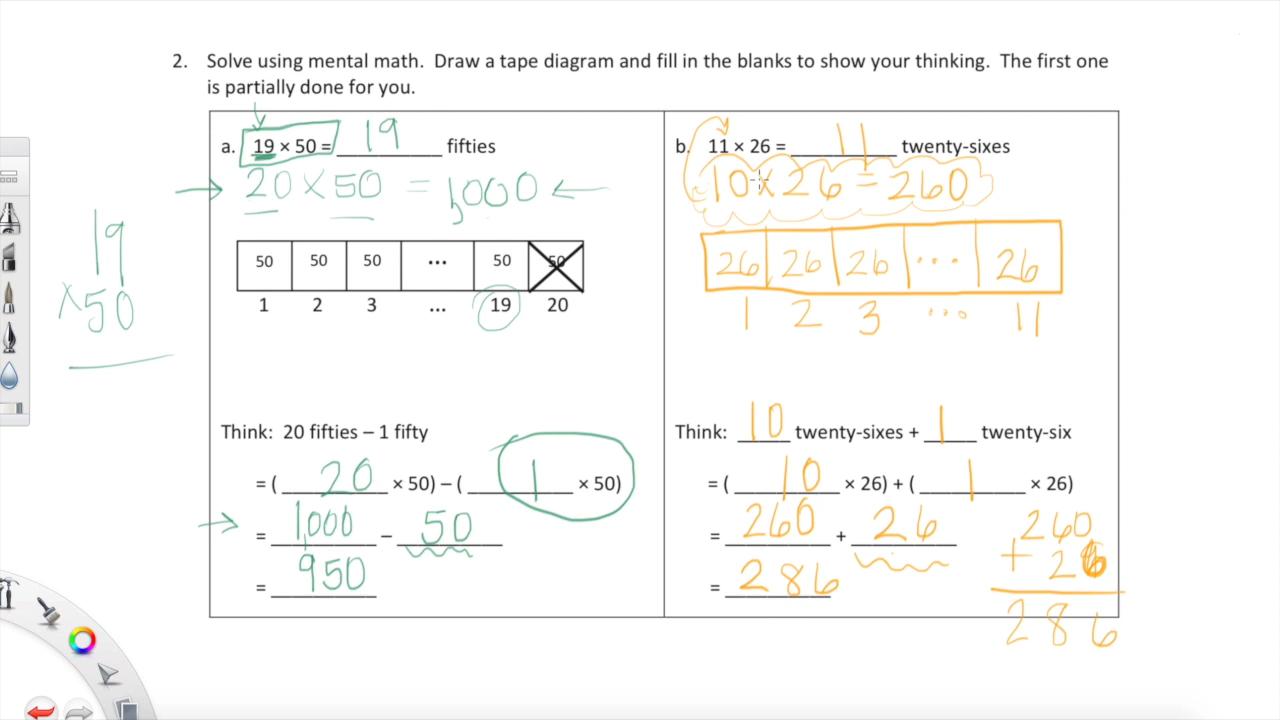 2. Solve using mental math. Draw a tape diagram and fill in the blanks to show your thinking. The first one
is partially done for you.
a. 19 × 50 = 19 fifties
20 × 50 = 1,000
19
×50
50 50 50 ... 50 50
1 2 3 ... 19 20
Think: 20 fifties – 1 fifty
= ( 20 × 50) – ( 1 × 50)
= 1,000 – 50
= 950
b. 11 × 26 = 11 twenty-sixes
10 × 26 = 260
26 26 26 ... 26
1 2 3 ... 11
Think: 10 twenty-sixes + 1 twenty-six
= ( 10 × 26) + ( 1 × 26)
= 260 + 26
= 286
260
+ 26
286